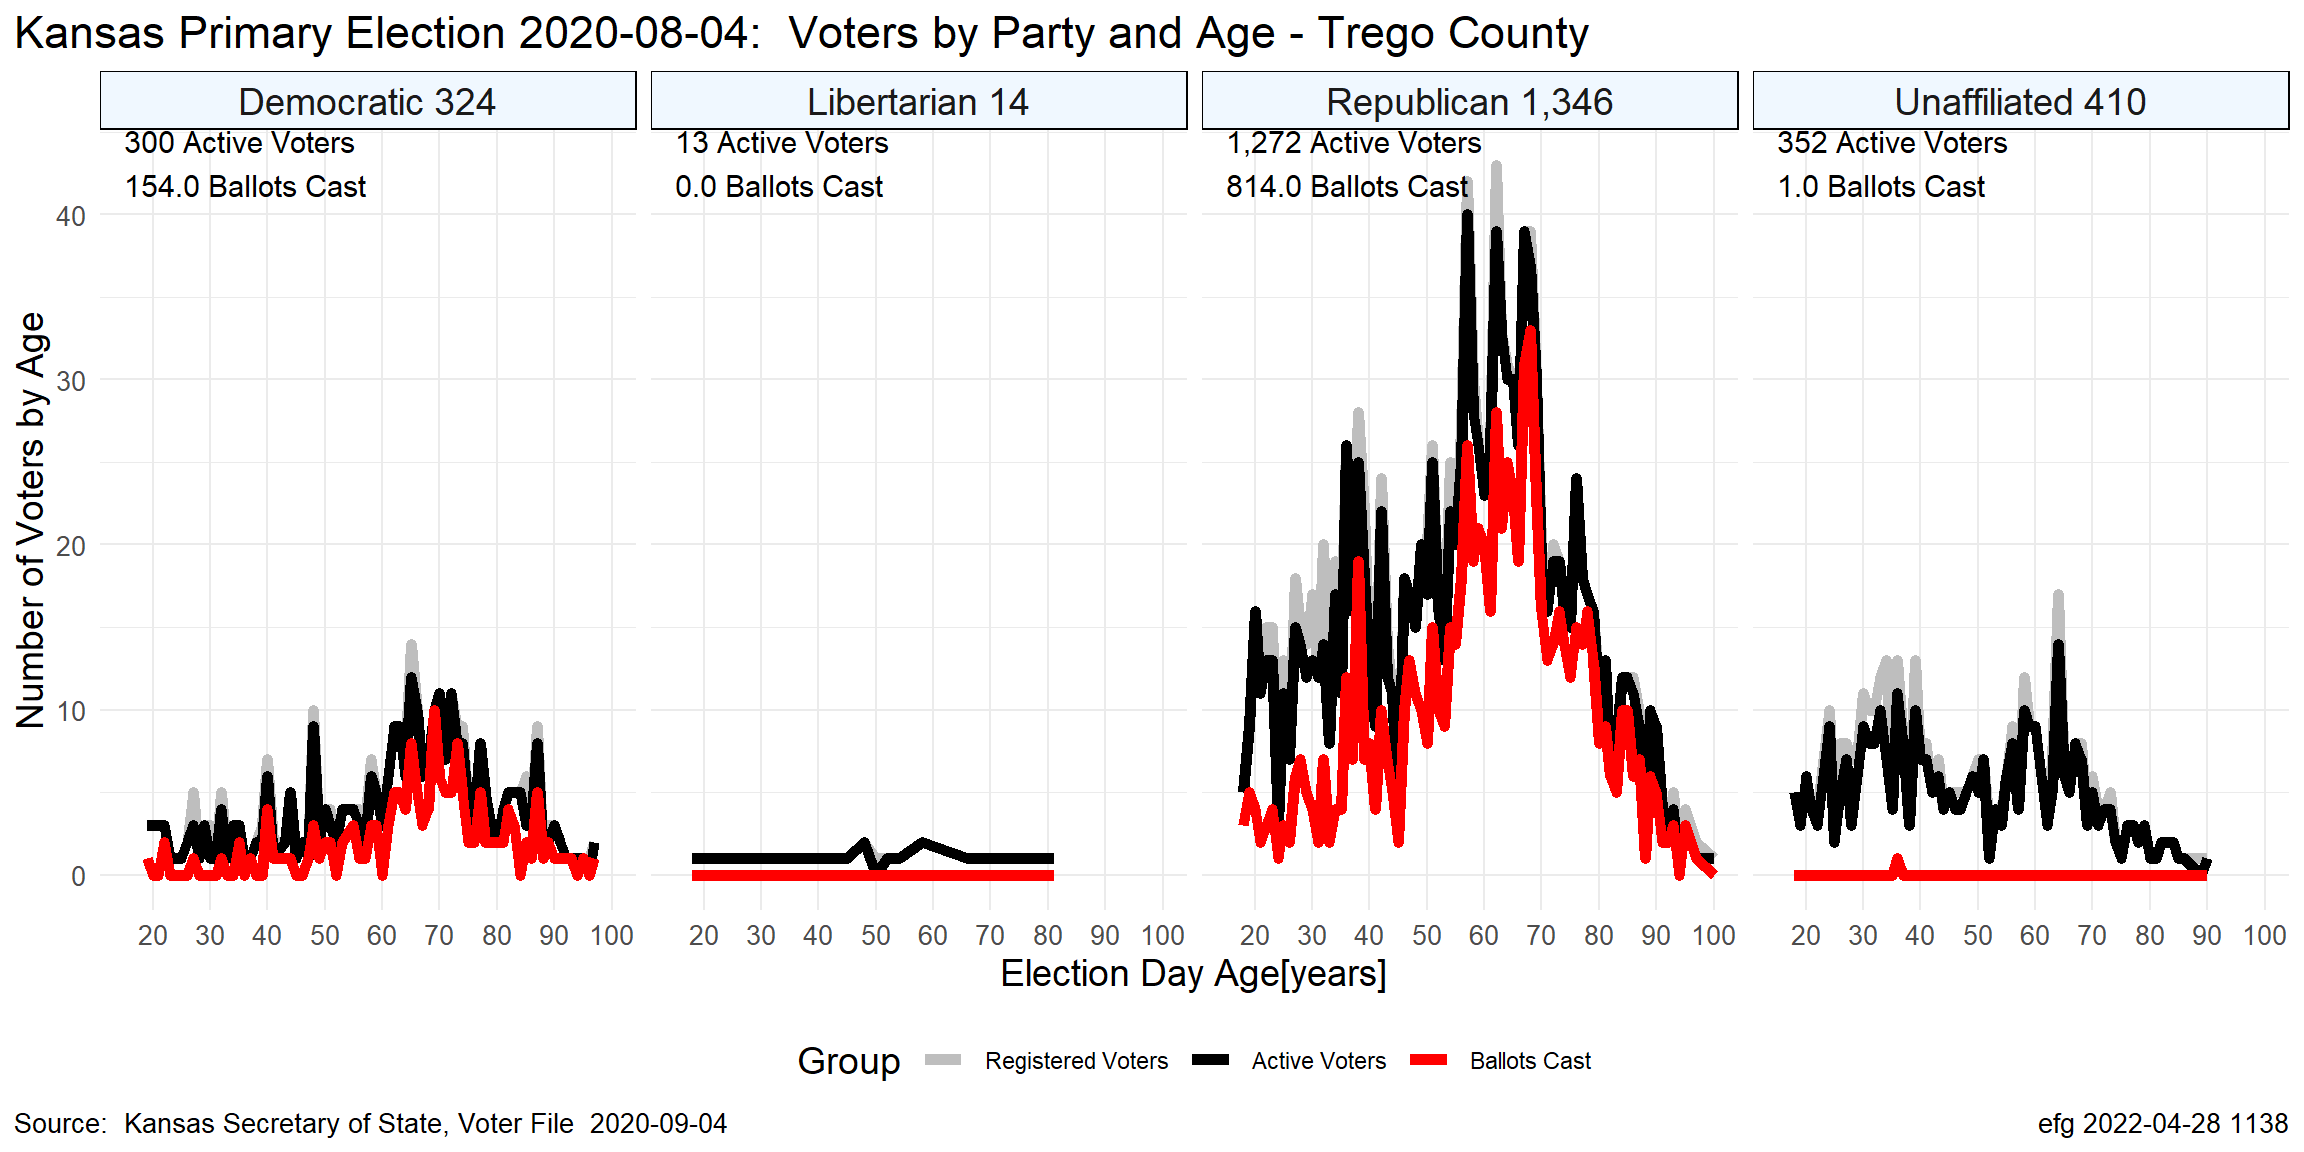 Kansas Primary Election 2020-08-04:  Voters by Party and Age - Trego County
Democratic 324
Libertarian 14
Republican 1,346
Unaffiliated 410
300 Active Voters
154.0 Ballots Cast
13 Active Voters
0.0 Ballots Cast
1,272 Active Voters
814.0 Ballots Cast
352 Active Voters
1.0 Ballots Cast
Number of Voters by Age
40
30
20
10
0
20 30 40 50 60 70 80 90 100
20 30 40 50 60 70 80 90 100
20 30 40 50 60 70 80 90 100
20 30 40 50 60 70 80 90 100
Election Day Age[years]
Group Registered Voters Active Voters Ballots Cast
Source:  Kansas Secretary of State, Voter File  2020-09-04
efg 2022-04-28 1138